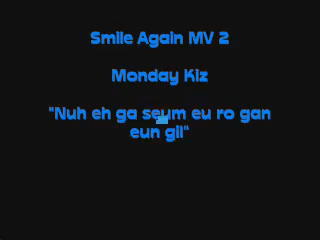 Smile Again MV 2
Monday Kiz
"Nuh eh ga seum eu ro gan
eun gil"